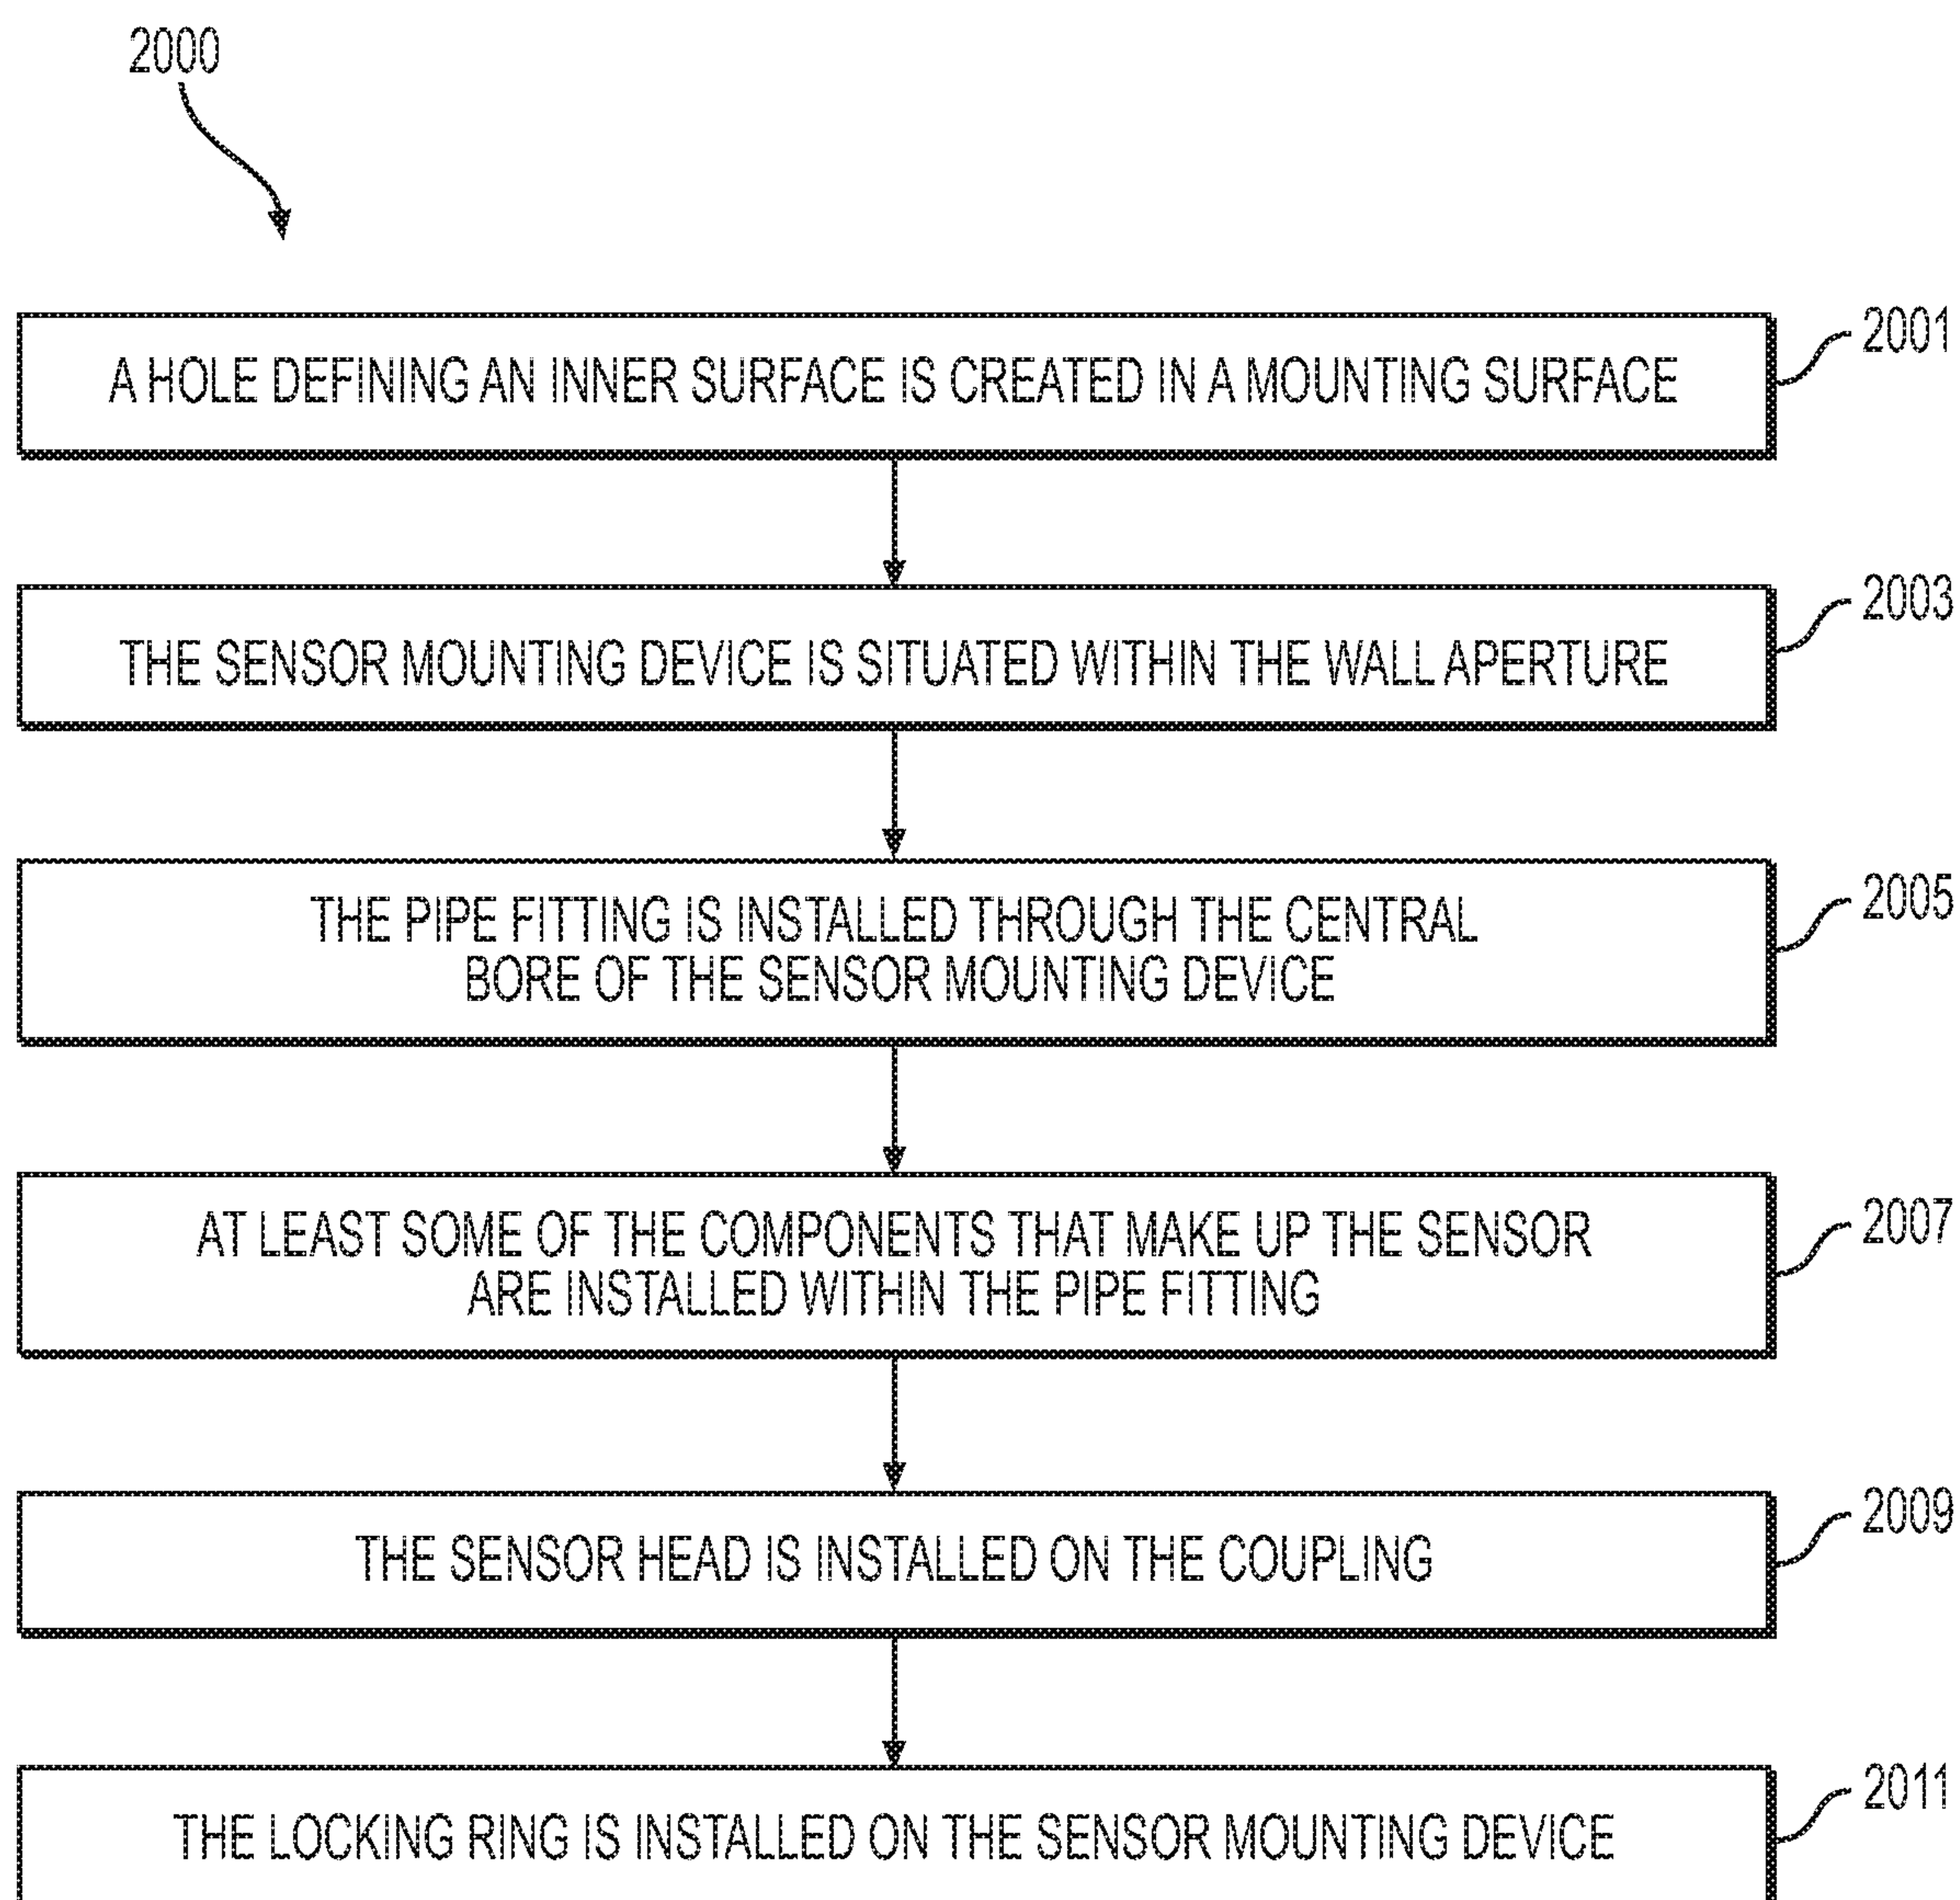 2000
A HOLE DEFINING AN INNER SURFACE IS CREATED IN A MOUNTING SURFACE
2001
THE SENSOR MOUNTING DEVICE IS SITUATED WITHIN THE WALL APERTURE
2003
THE PIPE FITTING IS INSTALLED THROUGH THE CENTRAL
BORE OF THE SENSOR MOUNTING DEVICE
2005
AT LEAST SOME OF THE COMPONENTS THAT MAKE UP THE SENSOR
ARE INSTALLED WITHIN THE PIPE FITTING
2007
THE SENSOR HEAD IS INSTALLED ON THE COUPLING
2009
THE LOCKING RING IS INSTALLED ON THE SENSOR MOUNTING DEVICE
2011